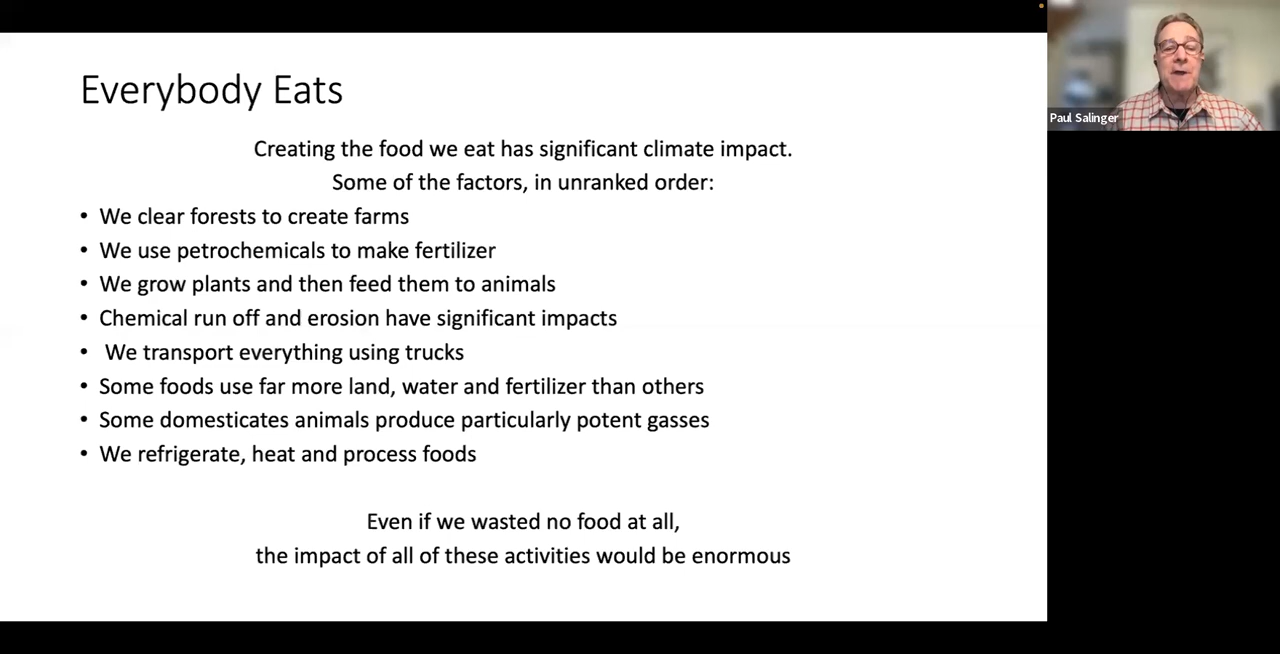 Everybody Eats
Creating the food we eat has significant climate impact.
Some of the factors, in unranked order:
• We clear forests to create farms
• We use petrochemicals to make fertilizer
• We grow plants and then feed them to animals
• Chemical run off and erosion have significant impacts
• We transport everything using trucks
• Some foods use far more land, water and fertilizer than others
• Some domesticates animals produce particularly potent gasses
• We refrigerate, heat and process foods
Even if we wasted no food at all,
the impact of all of these activities would be enormous
Paul Salinger